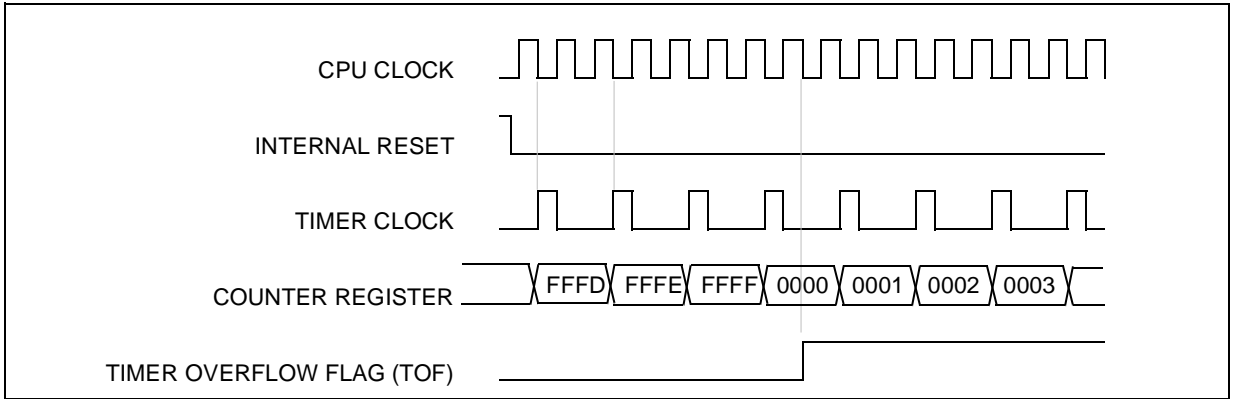 CPU CLOCK
INTERNAL RESET
TIMER CLOCK
COUNTER REGISTER FFFD FFFE FFFF 0000 0001 0002 0003
TIMER OVERFLOW FLAG (TOF)